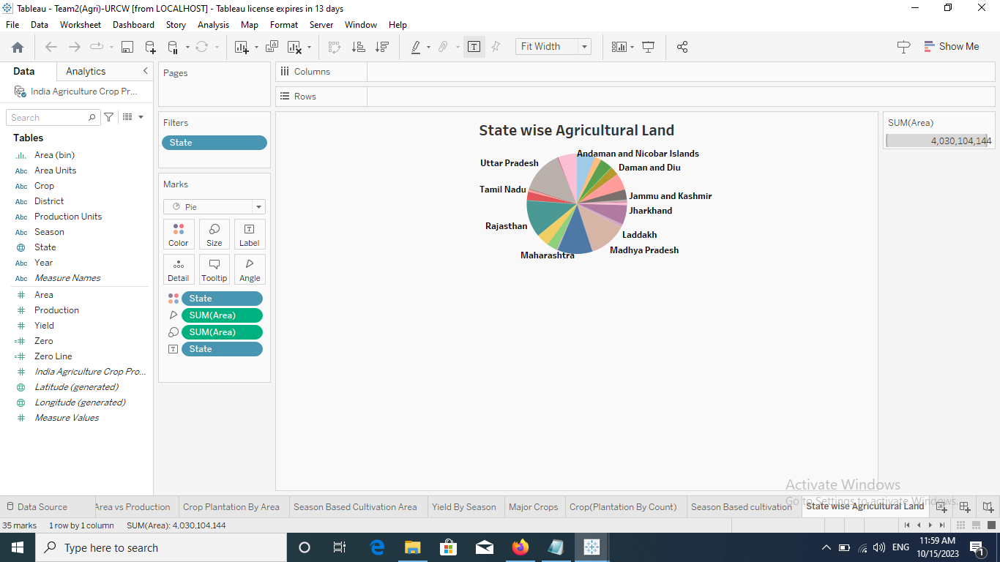 Tableau - Team2(Agri)-URCW [from LOCALHOST] - Tableau license expires in 13 days
File Data Worksheet Dashboard Story Analysis Map Format Server Window Help
Fit Width
Show Me
Data
Analytics
India Agriculture Crop Pr...
Search
Tables
Area (bin)
Abc Area Units
Abc Crop
Abc District
Abc Production Units
Abc Season
State
Abc Year
Abc Measure Names
Area
Production
Yield
Zero
Zero Line
India Agriculture Crop Pro...
Latitude (generated)
Longitude (generated)
Measure Values
Pages
Filters
State
Marks
Pie
Color
Size
Label
Detail
Tooltip
Angle
State
SUM(Area)
SUM(Area)
State
Columns
Rows
State wise Agricultural Land
Andaman and Nicobar Islands
Uttar Pradesh
Daman and Diu
Tamil Nadu
Jammu and Kashmir
Jharkhand
Rajasthan
Laddakh
Madhya Pradesh
Maharashtra
SUM(Area)
4,030,104,144
Activate Windows
Go to Settings to activate Windows.
Data Source
Area vs Production
Crop Plantation By Area
Season Based Cultivation Area
Yield By Season
Major Crops
Crop(Plantation By Count)
Season Based cultivation
State wise Agricultural Land
35 marks 1 row by 1 column SUM(Area): 4,030,104,144
Type here to search
ENG
11:59 AM
10/15/2023
1